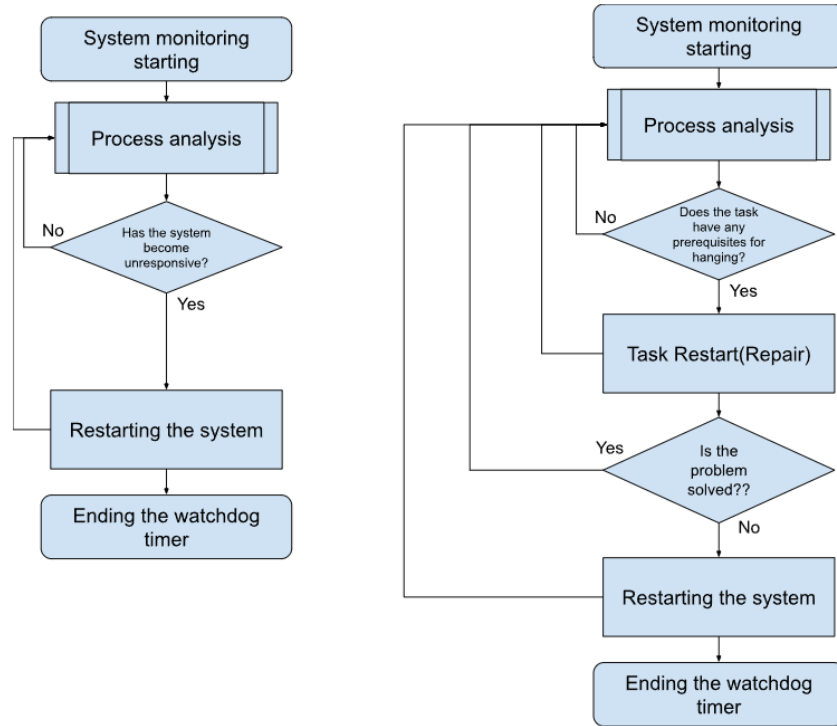 System monitoring
starting
Process analysis
No
Has the system
become
unresponsive?
Yes
Restarting the system
Ending the watchdog
timer
System monitoring
starting
Process analysis
No
Does the task
have any
prerequisites for
hanging?
Yes
Task Restart(Repair)
Yes
Is the
problem
solved??
No
Restarting the system
Ending the watchdog
timer